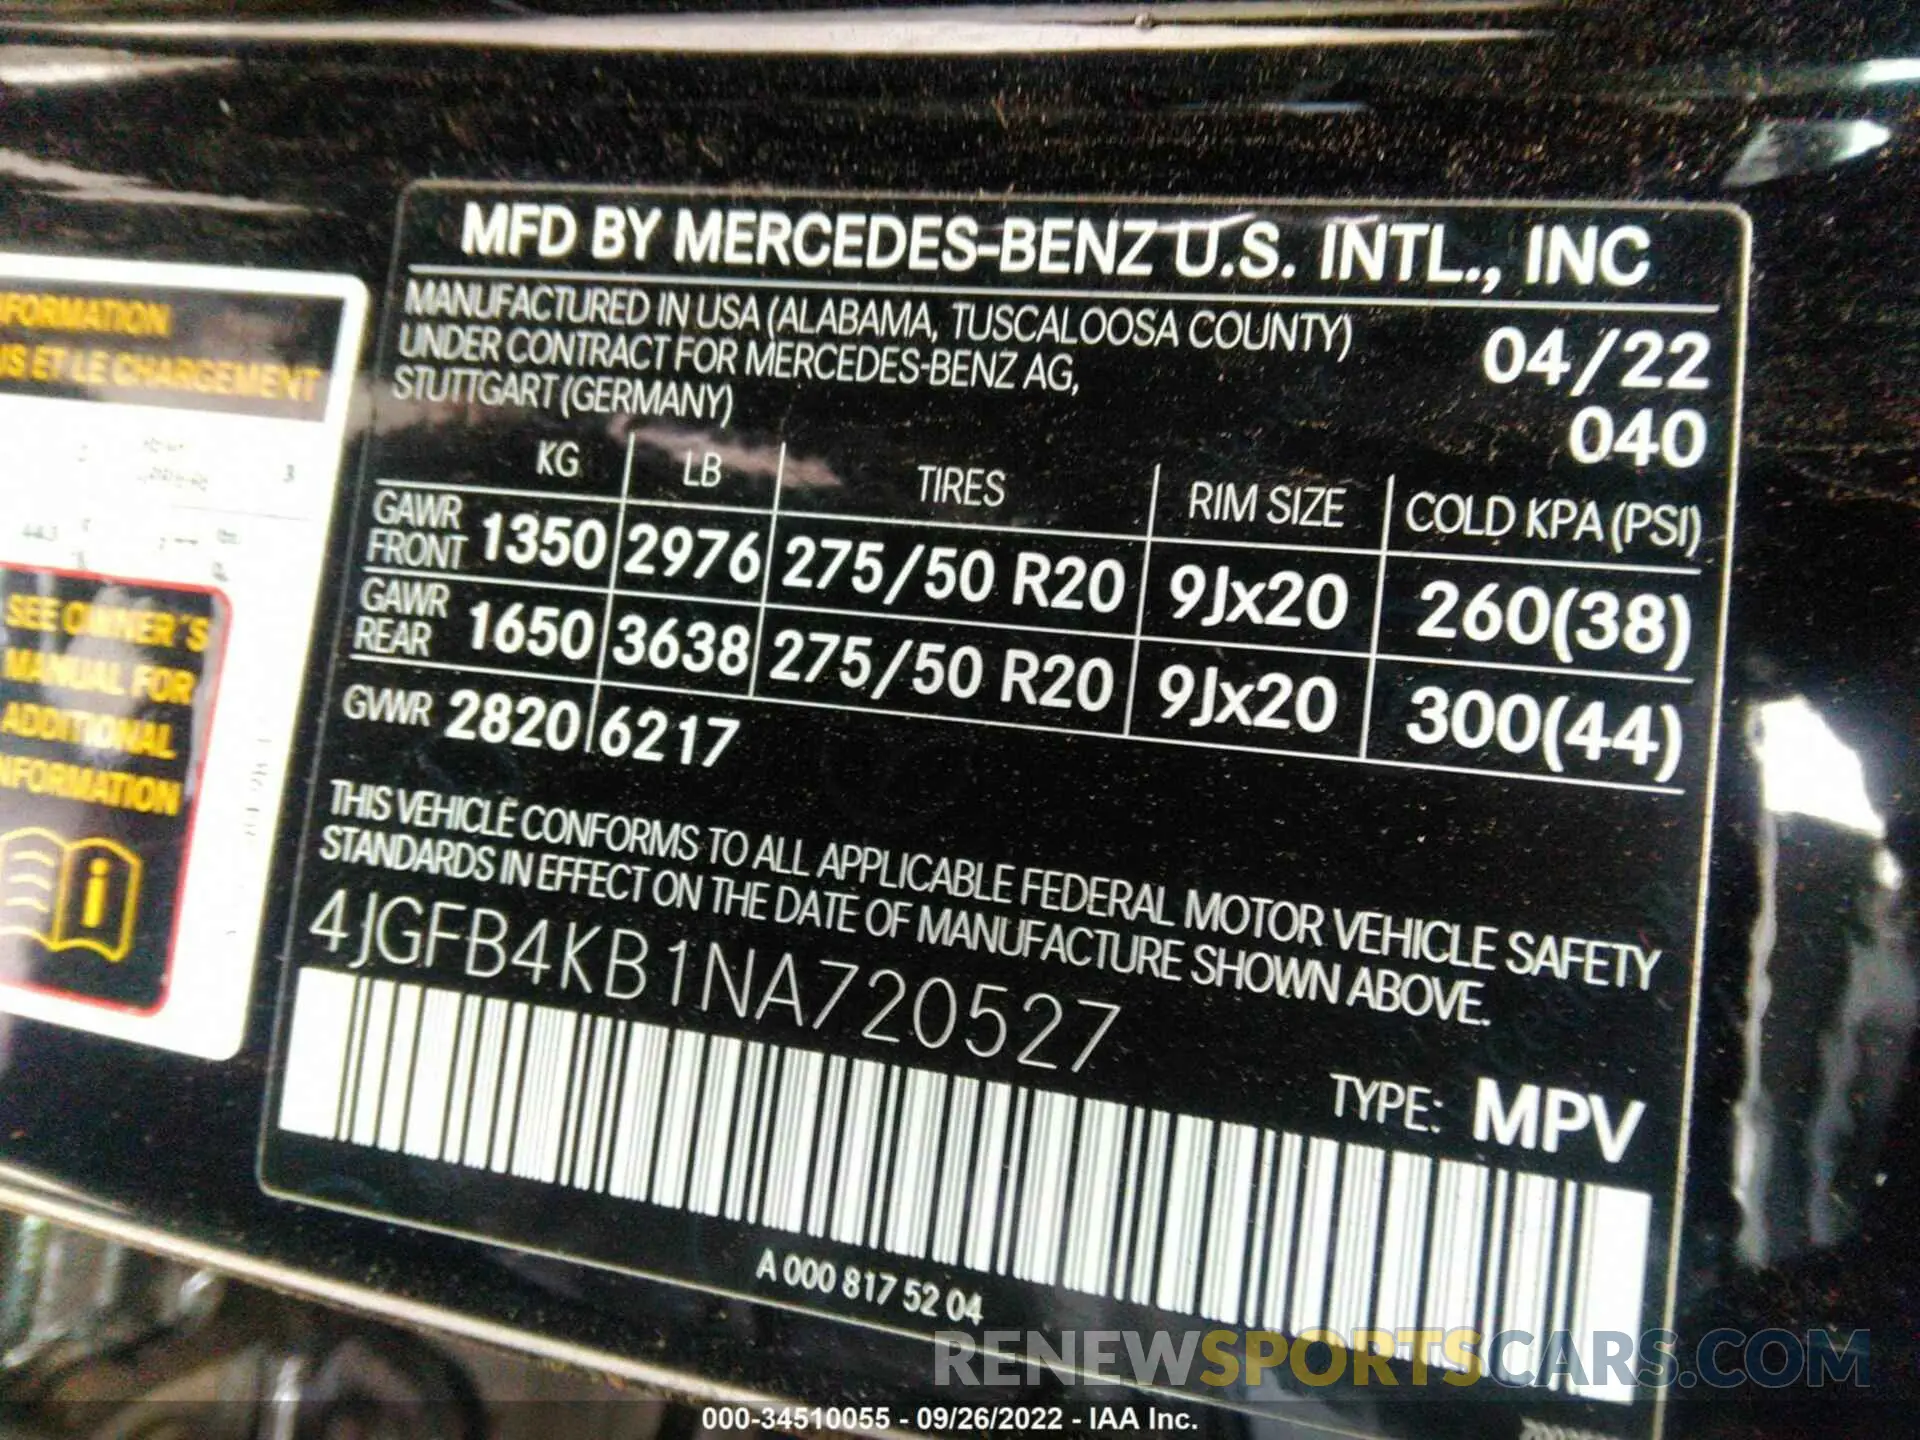 MFD BY MERCEDES-BENZ U.S. INTL., INC
MANUFACTURED IN USA (ALABAMA, TUSCALOOSA COUNTY)
UNDER CONTRACT FOR MERCEDES-BENZ AG,
STUTTGART (GERMANY)
04/22
040
KG LB TIRES RIM SIZE COLD KPA (PSI)
GAWR FRONT 1350 2976 275/50 R20 9Jx20 260(38)
GAWR REAR 1650 3638 275/50 R20 9Jx20 300(44)
GVWR 2820 6217
THIS VEHICLE CONFORMS TO ALL APPLICABLE FEDERAL MOTOR VEHICLE SAFETY
STANDARDS IN EFFECT ON THE DATE OF MANUFACTURE SHOWN ABOVE.
4JGFB4KB1NA720527
TYPE: MPV
A 000 817 52 04
NFORMATION
US ET LE CHARGEMENT
3
SEE OWNER'S
MANUAL FOR
ADDITIONAL
NFORMATION
RENEWSPORTSCARS.COM
000-34510055 - 09/26/2022 - IAA Inc.